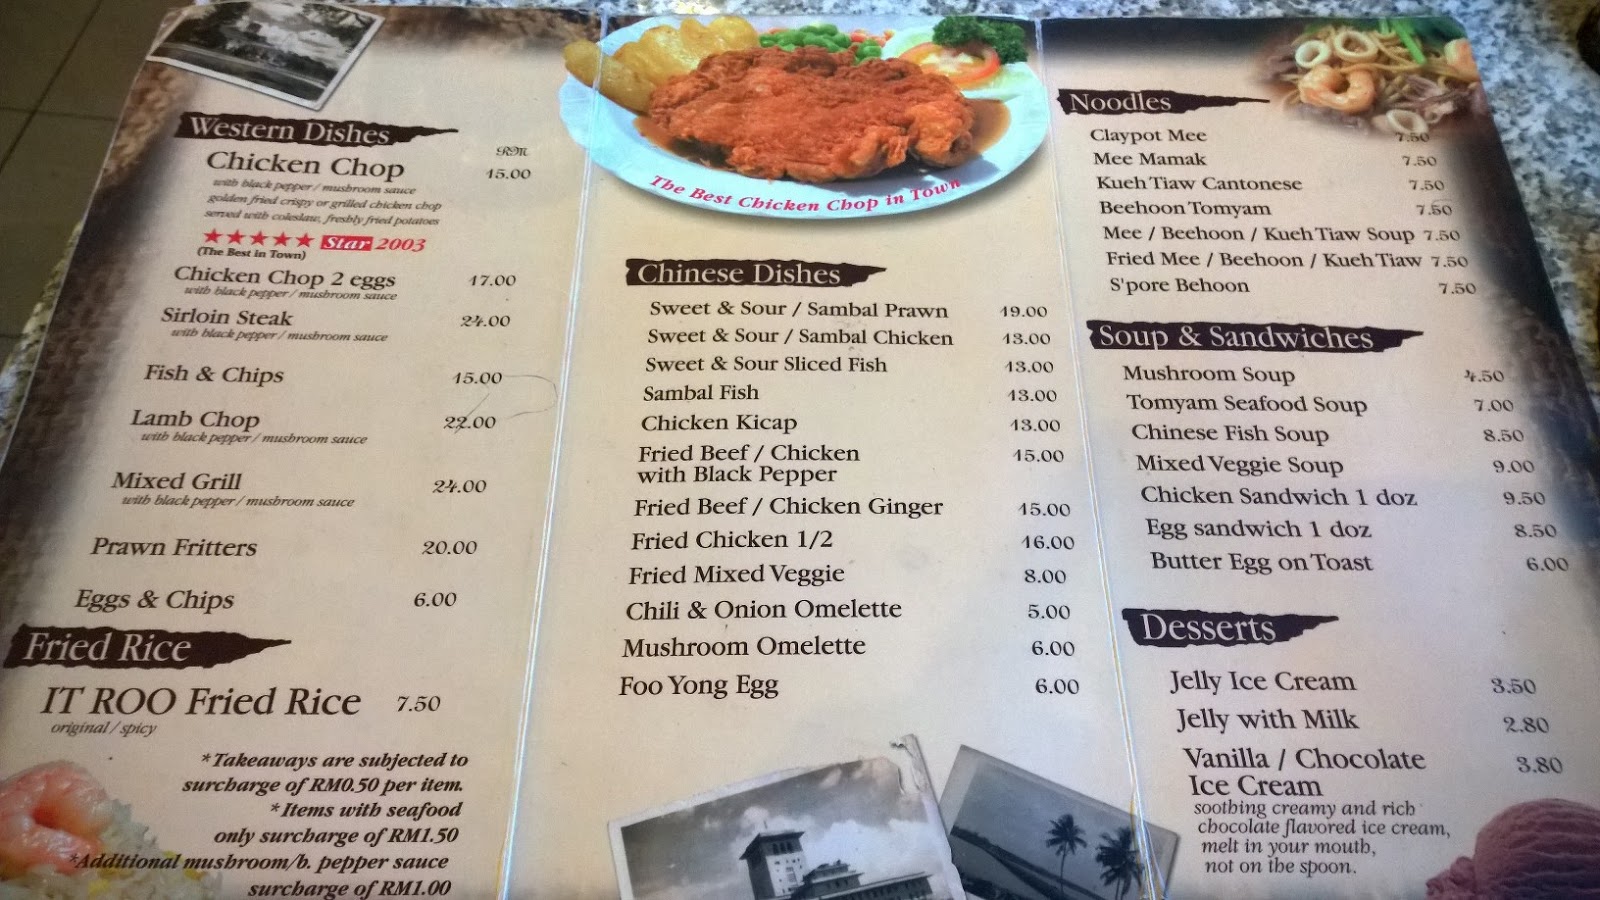 Western Dishes
RM
Chicken Chop 15.00
with black pepper / mushroom sauce
golden fried crispy or grilled chicken chop
served with coleslaw, freshly fried potatoes
Star 2003
(The Best in Town)
Chicken Chop 2 eggs 17.00
with black pepper / mushroom sauce
Sirloin Steak 24.00
with black pepper / mushroom sauce
Fish & Chips 15.00
Lamb Chop 22.00
with black pepper / mushroom sauce
Mixed Grill 24.00
with black pepper / mushroom sauce
Prawn Fritters 20.00
Eggs & Chips 6.00
Fried Rice
IT ROO Fried Rice 7.50
original / spicy
*Takeaways are subjected to
surcharge of RM0.50 per item.
*Items with seafood
only surcharge of RM1.50
*Additional mushroom/b. pepper sauce
surcharge of RM1.00
The Best Chicken Chop in Town
Chinese Dishes
Sweet & Sour / Sambal Prawn 19.00
Sweet & Sour / Sambal Chicken 13.00
Sweet & Sour Sliced Fish 13.00
Sambal Fish 13.00
Chicken Kicap 13.00
Fried Beef / Chicken 15.00
with Black Pepper
Fried Beef / Chicken Ginger 15.00
Fried Chicken 1/2 16.00
Fried Mixed Veggie 8.00
Chili & Onion Omelette 5.00
Mushroom Omelette 6.00
Foo Yong Egg 6.00
Noodles
Claypot Mee 7.50
Mee Mamak 7.50
Kueh Tiaw Cantonese 7.50
Beehoon Tomyam 7.50
Mee / Beehoon / Kueh Tiaw Soup 7.50
Fried Mee / Beehoon / Kueh Tiaw 7.50
S'pore Behoon 7.50
Soup & Sandwiches
Mushroom Soup 4.50
Tomyam Seafood Soup 7.00
Chinese Fish Soup 8.50
Mixed Veggie Soup 9.00
Chicken Sandwich 1 doz 9.50
Egg sandwich 1 doz 8.50
Butter Egg on Toast 6.00
Desserts
Jelly Ice Cream 3.50
Jelly with Milk 2.80
Vanilla / Chocolate 3.80
Ice Cream
soothing creamy and rich
chocolate flavored ice cream,
melt in your mouth,
not on the spoon.